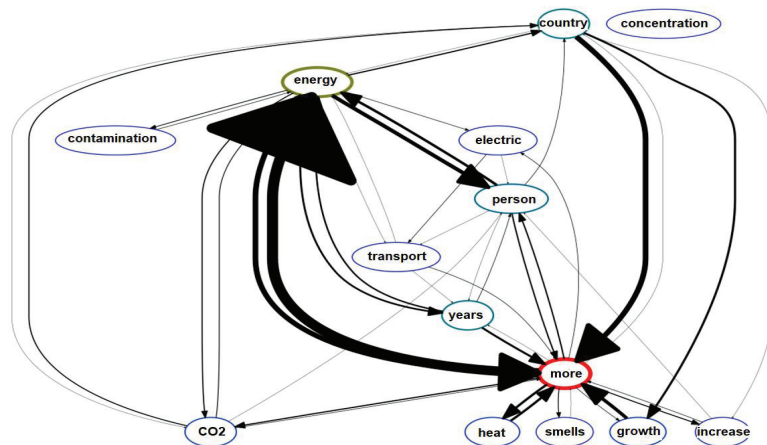 country
concentration
energy
contamination
electric
person
transport
years
more
CO2
heat
smells
growth
increase